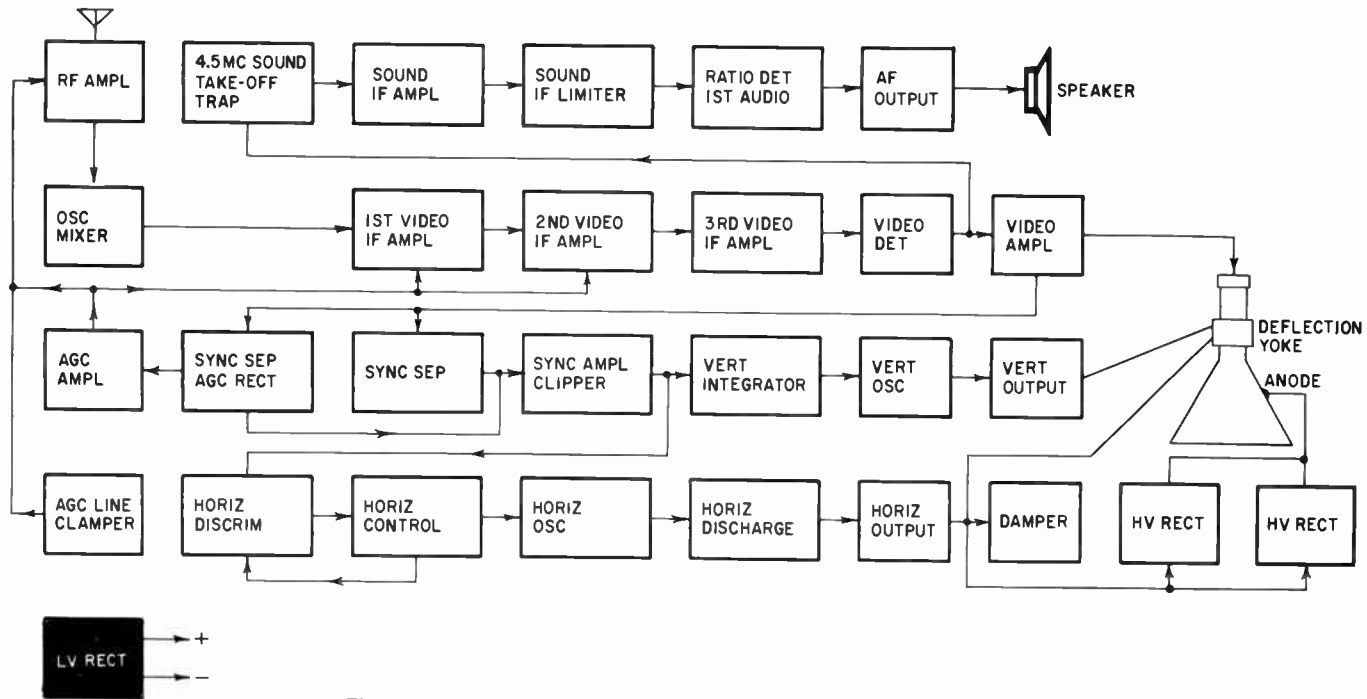 RF AMPL
4.5MC SOUND
TAKE-OFF
TRAP
SOUND
IF AMPL
SOUND
IF LIMITER
RATIO DET
1ST AUDIO
AF
OUTPUT
SPEAKER
OSC
MIXER
1ST VIDEO
IF AMPL
2ND VIDEO
IF AMPL
3RD VIDEO
IF AMPL
VIDEO
DET
VIDEO
AMPL
DEFLECTION
YOKE
ANODE
AGC
AMPL
SYNC SEP
AGC RECT
SYNC SEP
SYNC AMPL
CLIPPER
VERT
INTEGRATOR
VERT
OSC
VERT
OUTPUT
AGC LINE
CLAMPER
HORIZ
DISCRIM
HORIZ
CONTROL
HORIZ
OSC
HORIZ
DISCHARGE
HORIZ
OUTPUT
DAMPER
HV RECT
HV RECT
LV RECT
+
−